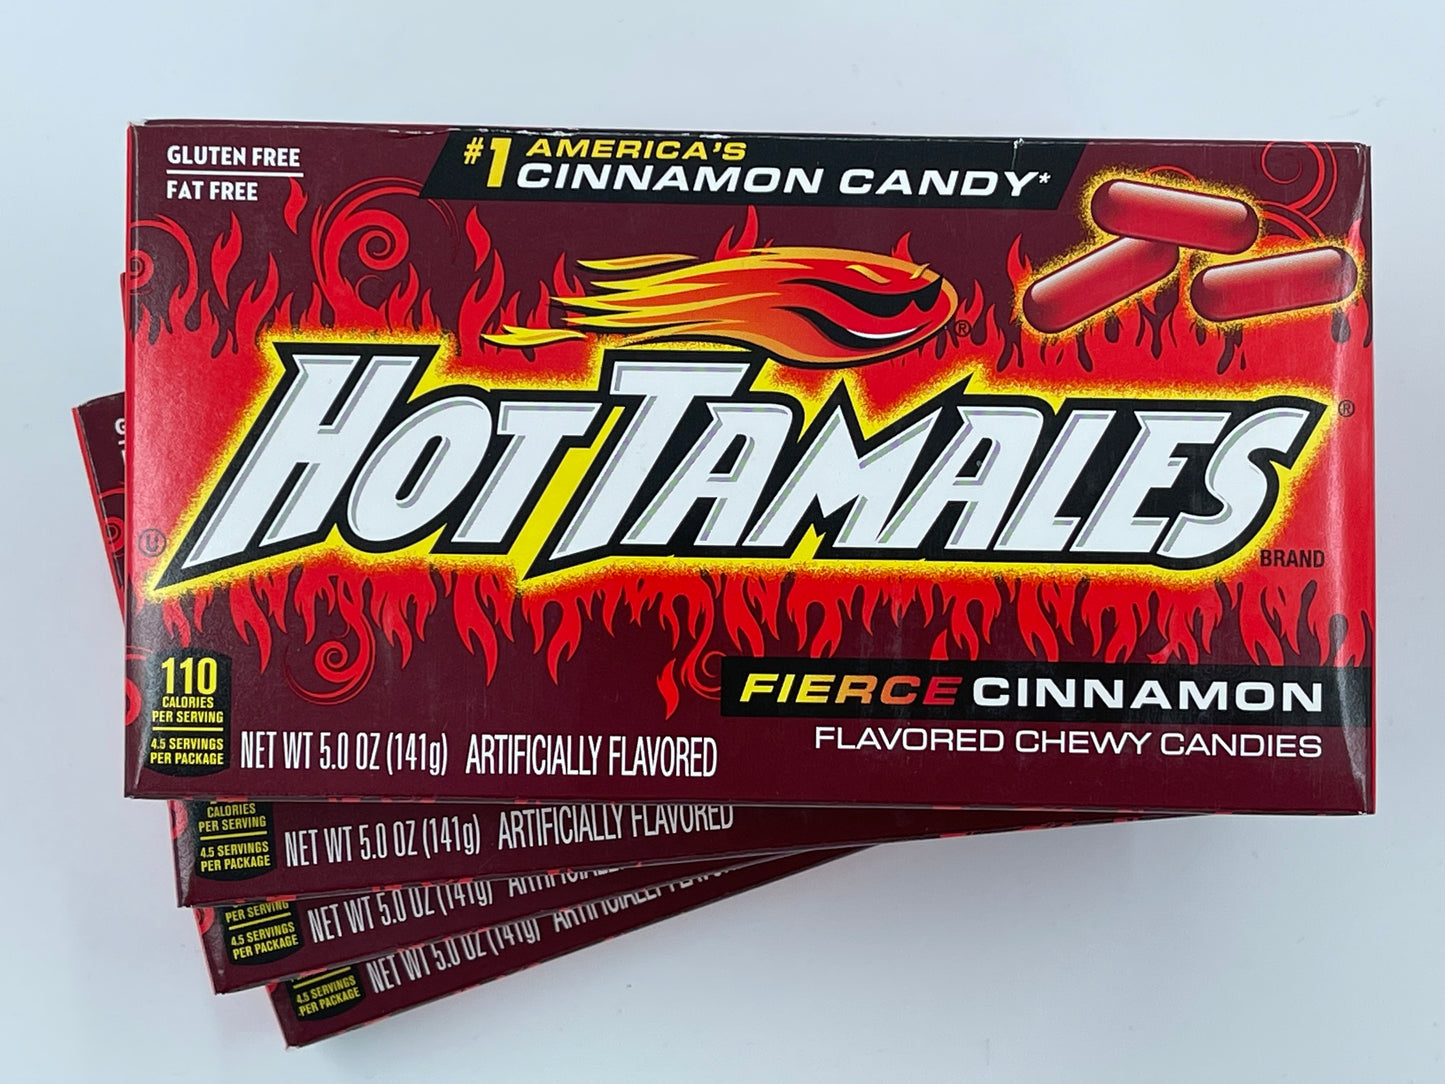 GLUTEN FREE
FAT FREE
#1 AMERICA'S
CINNAMON CANDY*
®
HOT TAMALES
®
U
BRAND
110
CALORIES
PER SERVING
4.5 SERVINGS
PER PACKAGE
NET WT 5.0 OZ (141g) ARTIFICIALLY FLAVORED
FIERCE CINNAMON
FLAVORED CHEWY CANDIES
CALORIES
PER SERVING
4.5 SERVINGS
PER PACKAGE
NET WT 5.0 OZ (141g) ARTIFICIALLY FLAVORED
PER SERVING
4.5 SERVINGS
PER PACKAGE
NET WT 5.0 OZ (141g)
4.5 SERVINGS
PER PACKAGE
NET WT 5.0 OZ (141g)